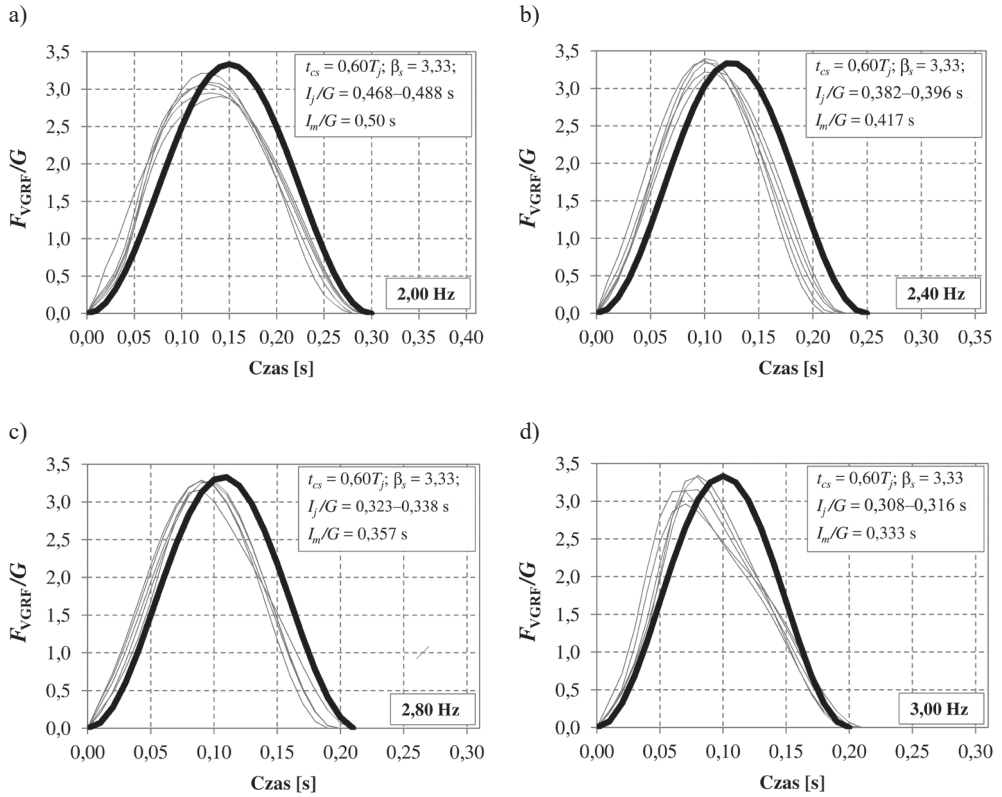 a)
3,5
3,0
2,5
2,0
1,5
1,0
0,5
0,0
F_VGRF/G
t_cs = 0,60T_j; β_s = 3,33;
I_j/G = 0,468–0,488 s
I_m/G = 0,50 s
2,00 Hz
0,00 0,05 0,10 0,15 0,20 0,25 0,30 0,35 0,40
Czas [s]
b)
3,5
3,0
2,5
2,0
1,5
1,0
0,5
0,0
F_VGRF/G
t_cs = 0,60T_j; β_s = 3,33;
I_j/G = 0,382–0,396 s
I_m/G = 0,417 s
2,40 Hz
0,00 0,05 0,10 0,15 0,20 0,25 0,30 0,35
Czas [s]
c)
3,5
3,0
2,5
2,0
1,5
1,0
0,5
0,0
F_VGRF/G
t_cs = 0,60T_j; β_s = 3,33;
I_j/G = 0,323–0,338 s
I_m/G = 0,357 s
2,80 Hz
0,00 0,05 0,10 0,15 0,20 0,25 0,30
Czas [s]
d)
3,5
3,0
2,5
2,0
1,5
1,0
0,5
0,0
F_VGRF/G
t_cs = 0,60T_j; β_s = 3,33
I_j/G = 0,308–0,316 s
I_m/G = 0,333 s
3,00 Hz
0,00 0,05 0,10 0,15 0,20 0,25 0,30
Czas [s]